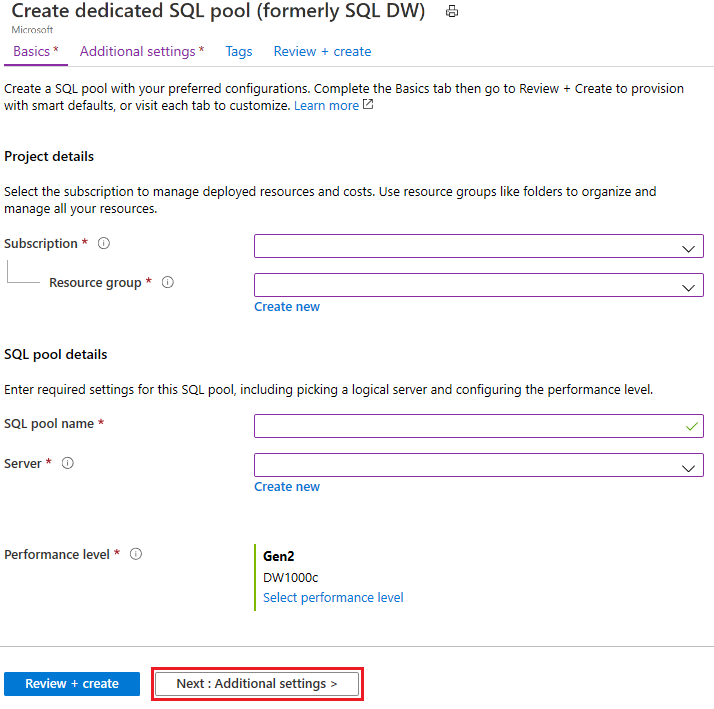 Create dedicated SQL pool (formerly SQL DW)
Microsoft
Basics * Additional settings * Tags Review + create
Create a SQL pool with your preferred configurations. Complete the Basics tab then go to Review + Create to provision
with smart defaults, or visit each tab to customize. Learn more
Project details
Select the subscription to manage deployed resources and costs. Use resource groups like folders to organize and
manage all your resources.
Subscription *
Resource group *
Create new
SQL pool details
Enter required settings for this SQL pool, including picking a logical server and configuring the performance level.
SQL pool name *
Server *
Create new
Performance level *
Gen2
DW1000c
Select performance level
Review + create
Next : Additional settings >